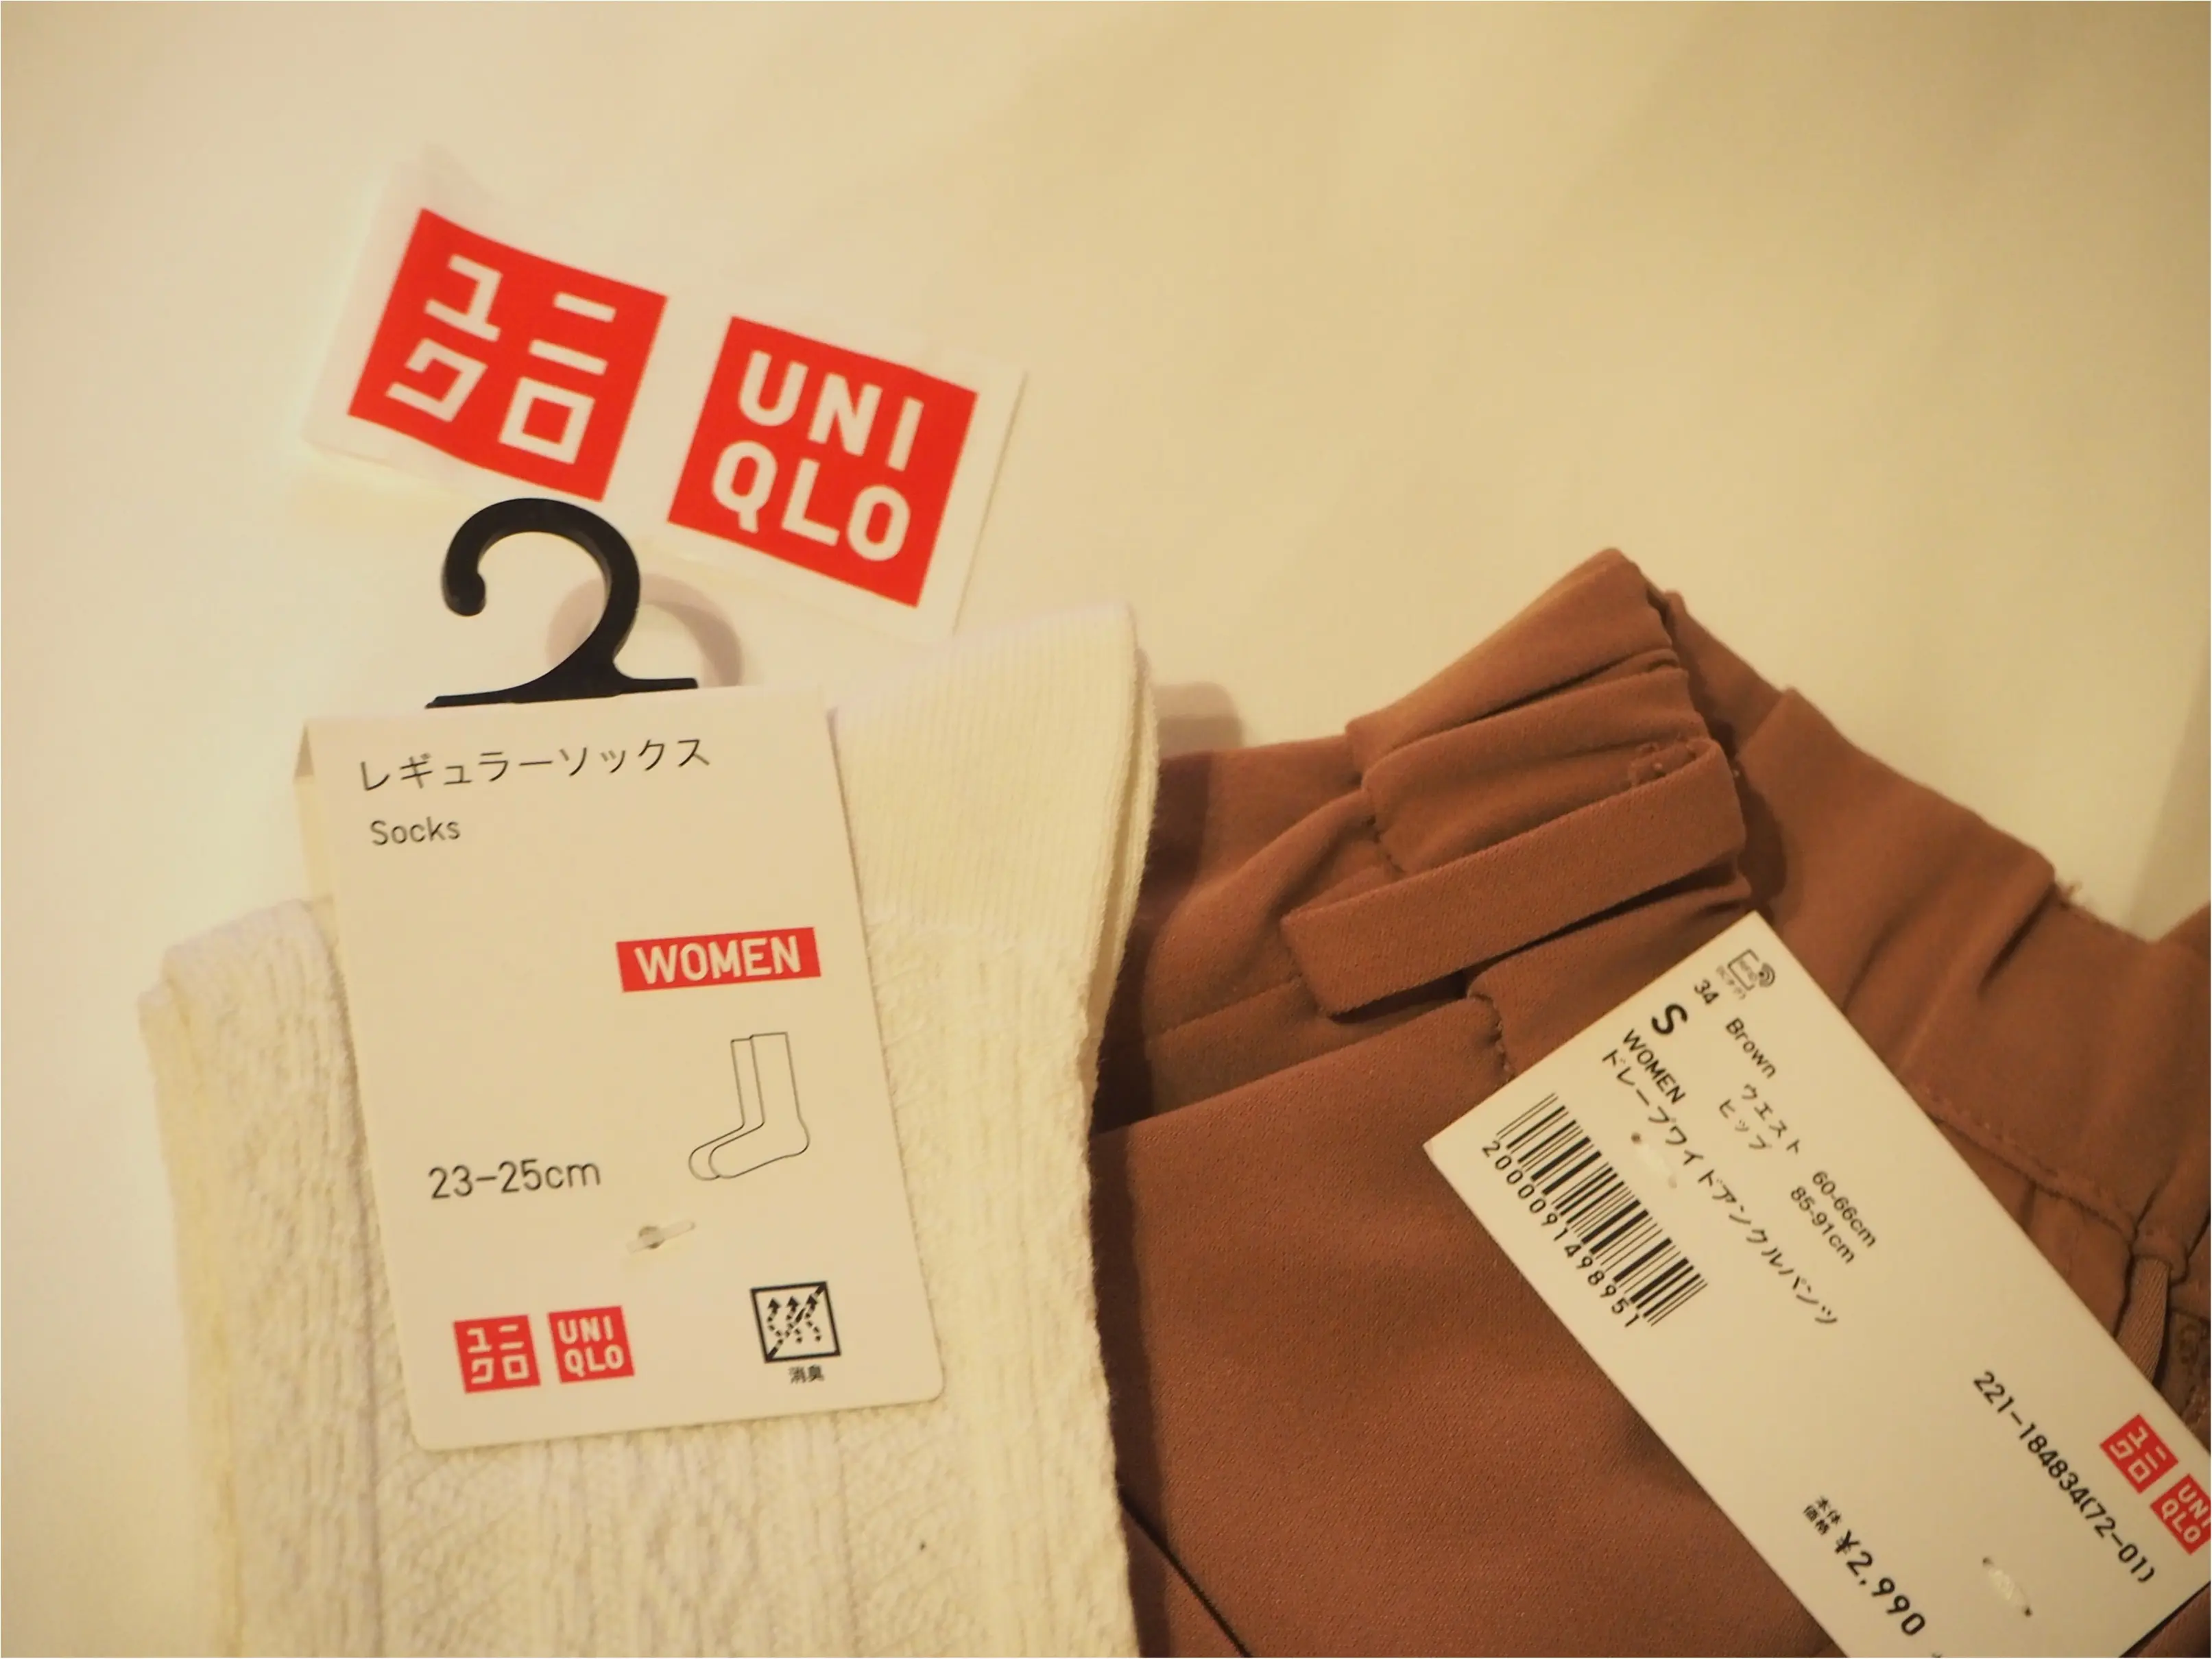 ユニ
クロ
UNI
QLO
レギュラーソックス
Socks
WOMEN
23-25cm
ユニ
クロ
UNI
QLO
消臭
34 Brown
S
ウエスト 60-66cm
ヒップ 85-91cm
WOMEN
ドレープワイドアンクルパンツ
2000091498951
221-184834(72-01)
ユニ
クロ
UNI
QLO
本体
価格 ¥2,990